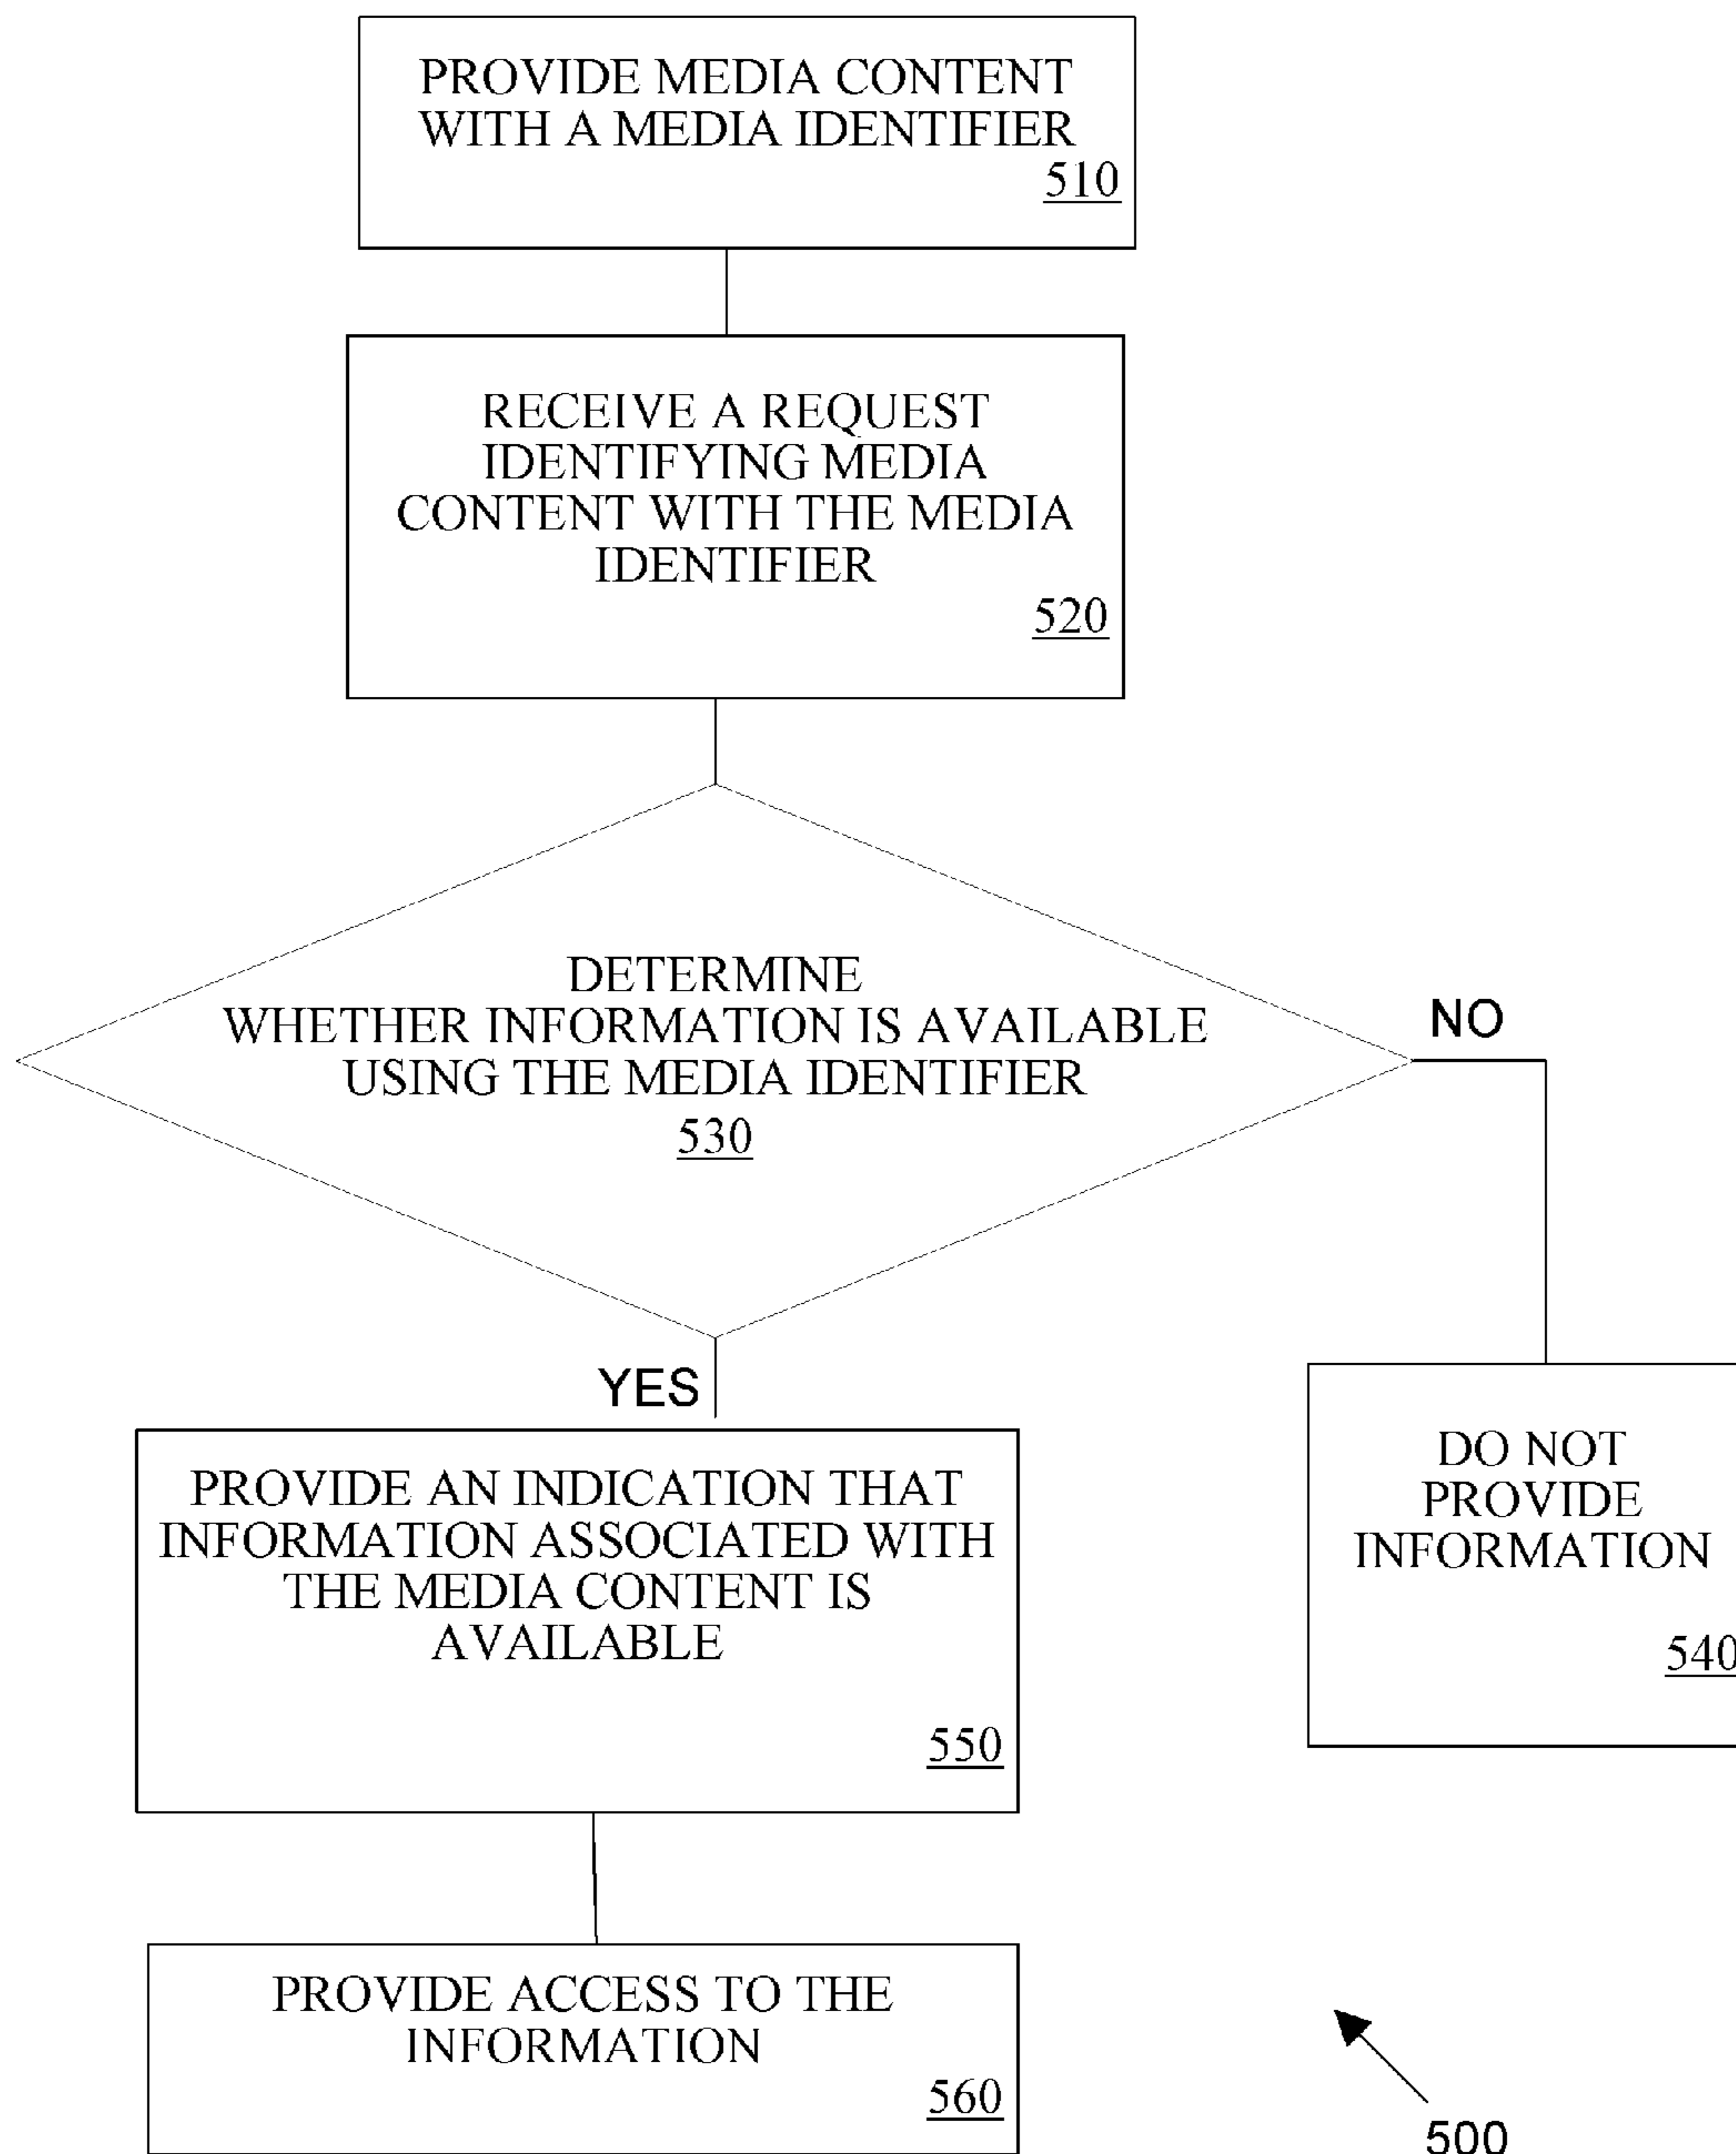 PROVIDE MEDIA CONTENT
WITH A MEDIA IDENTIFIER
510
RECEIVE A REQUEST
IDENTIFYING MEDIA
CONTENT WITH THE MEDIA
IDENTIFIER
520
DETERMINE
WHETHER INFORMATION IS AVAILABLE
USING THE MEDIA IDENTIFIER
530
NO
YES
PROVIDE AN INDICATION THAT
INFORMATION ASSOCIATED WITH
THE MEDIA CONTENT IS
AVAILABLE
550
DO NOT
PROVIDE
INFORMATION
540
PROVIDE ACCESS TO THE
INFORMATION
560
500